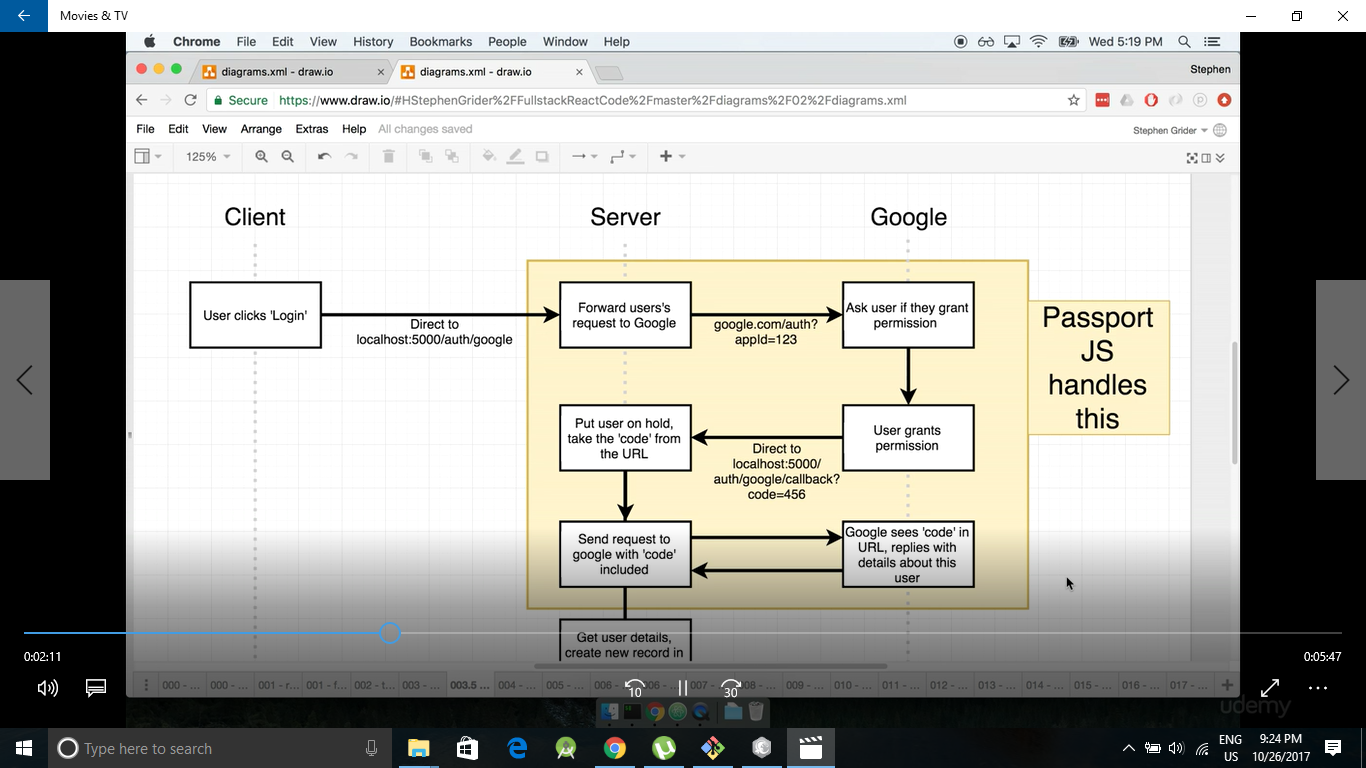 Movies & TV
Chrome File Edit View History Bookmarks People Window Help
Wed 5:19 PM
diagrams.xml - draw.io
diagrams.xml - draw.io
Stephen
Secure https://www.draw.io/#HStephenGrider%2FFullstackReactCode%2Fmaster%2Fdiagrams%2F02%2Fdiagrams.xml
File Edit View Arrange Extras Help All changes saved
Stephen Grider
125%
Client
Server
Google
User clicks 'Login'
Direct to
localhost:5000/auth/google
Forward users's
request to Google
google.com/auth?
appId=123
Ask user if they grant
permission
Passport
JS
handles
this
Put user on hold,
take the 'code' from
the URL
Direct to
localhost:5000/
auth/google/callback?
code=456
User grants
permission
Send request to
google with 'code'
included
Google sees 'code' in
URL, replies with
details about this
user
Get user details,
create new record in
0:02:11
0:05:47
000 - ... 000 - ... 001 - r... 001 - f... 002 - t... 003 - ... 003.5 ... 004 - ... 005 - ... 006 - ... 006 - ... 007 - ... 008 - ... 009 - ... 010 - ... 011 - ... 012 - ... 013 - ... 014 - ... 015 - ... 016 - ... 017 - ...
10
30
udemy
Type here to search
ENG
US
9:24 PM
10/26/2017